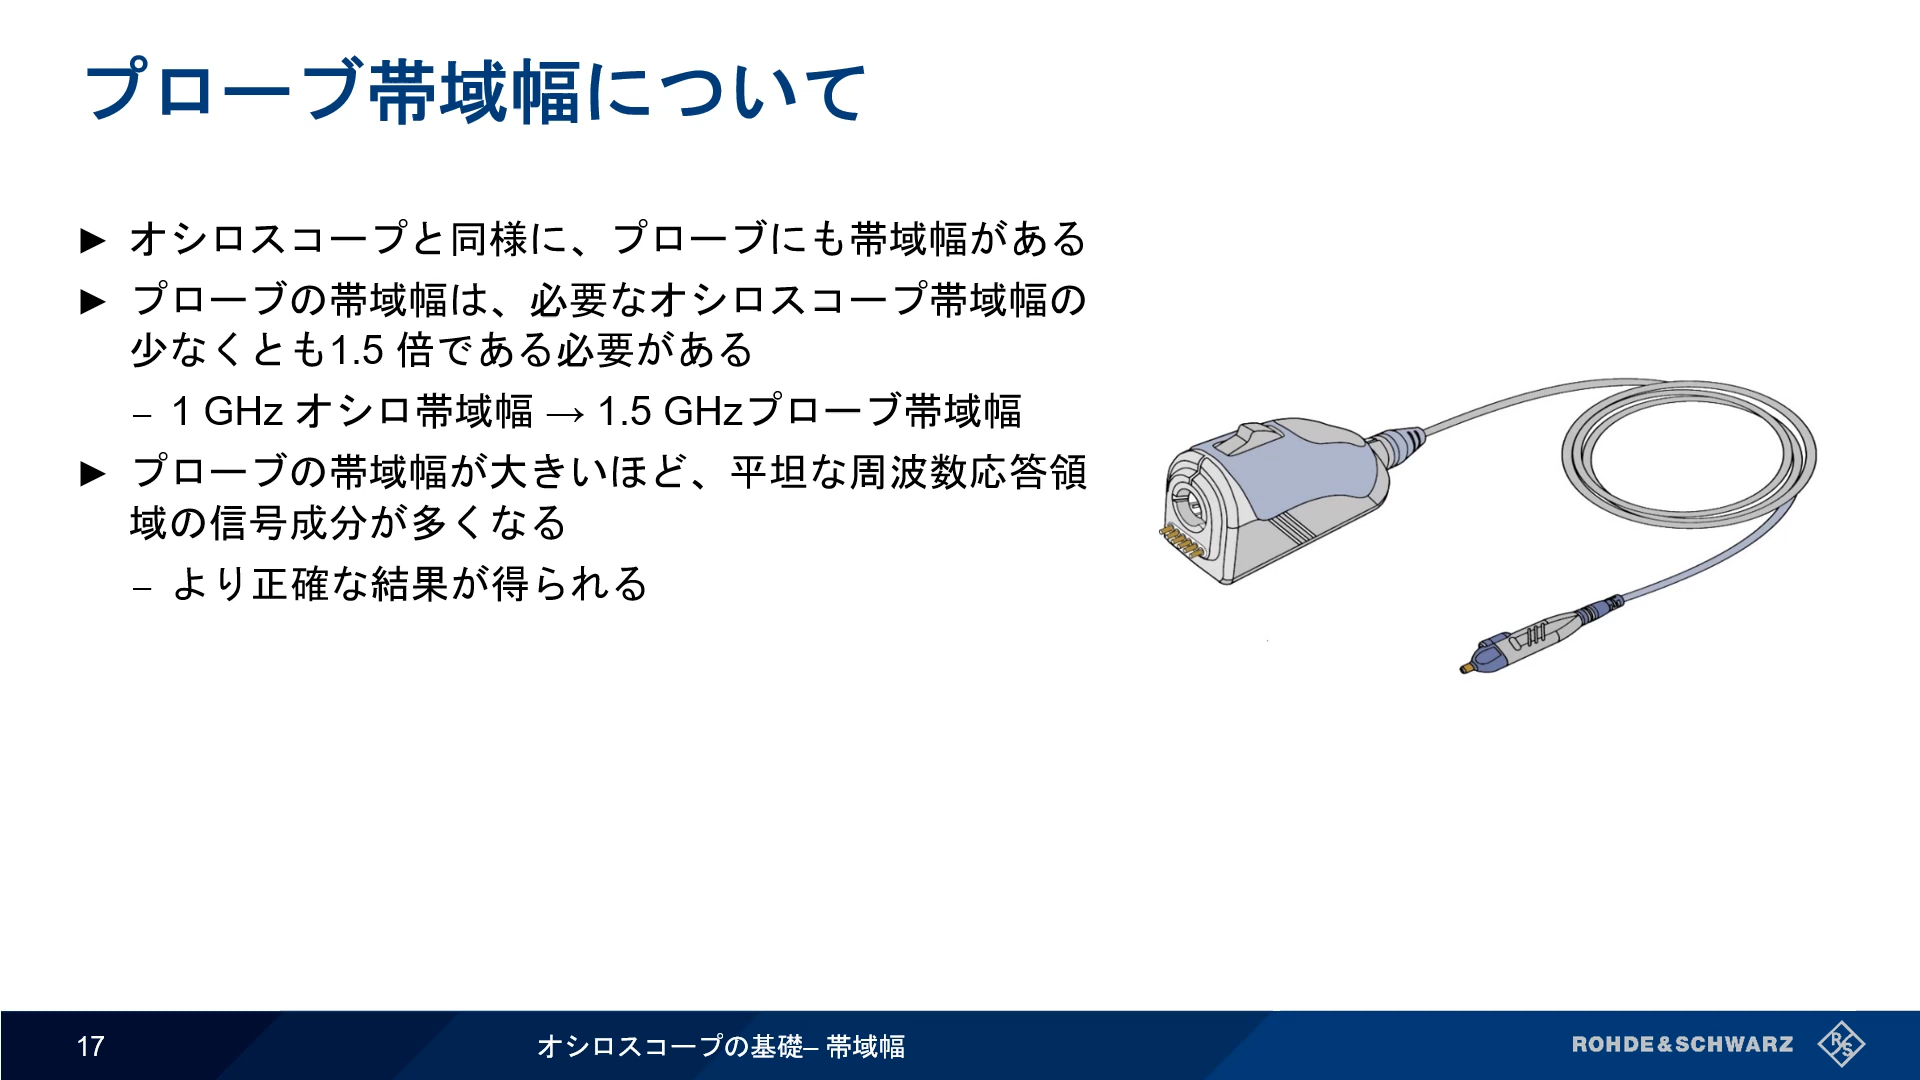 プローブ帯域幅について
► オシロスコープと同様に、プローブにも帯域幅がある
► プローブの帯域幅は、必要なオシロスコープ帯域幅の
少なくとも1.5 倍である必要がある
– 1 GHz オシロ帯域幅 → 1.5 GHzプローブ帯域幅
► プローブの帯域幅が大きいほど、平坦な周波数応答領
域の信号成分が多くなる
– より正確な結果が得られる
17
オシロスコープの基礎– 帯域幅
ROHDE&SCHWARZ
R&S